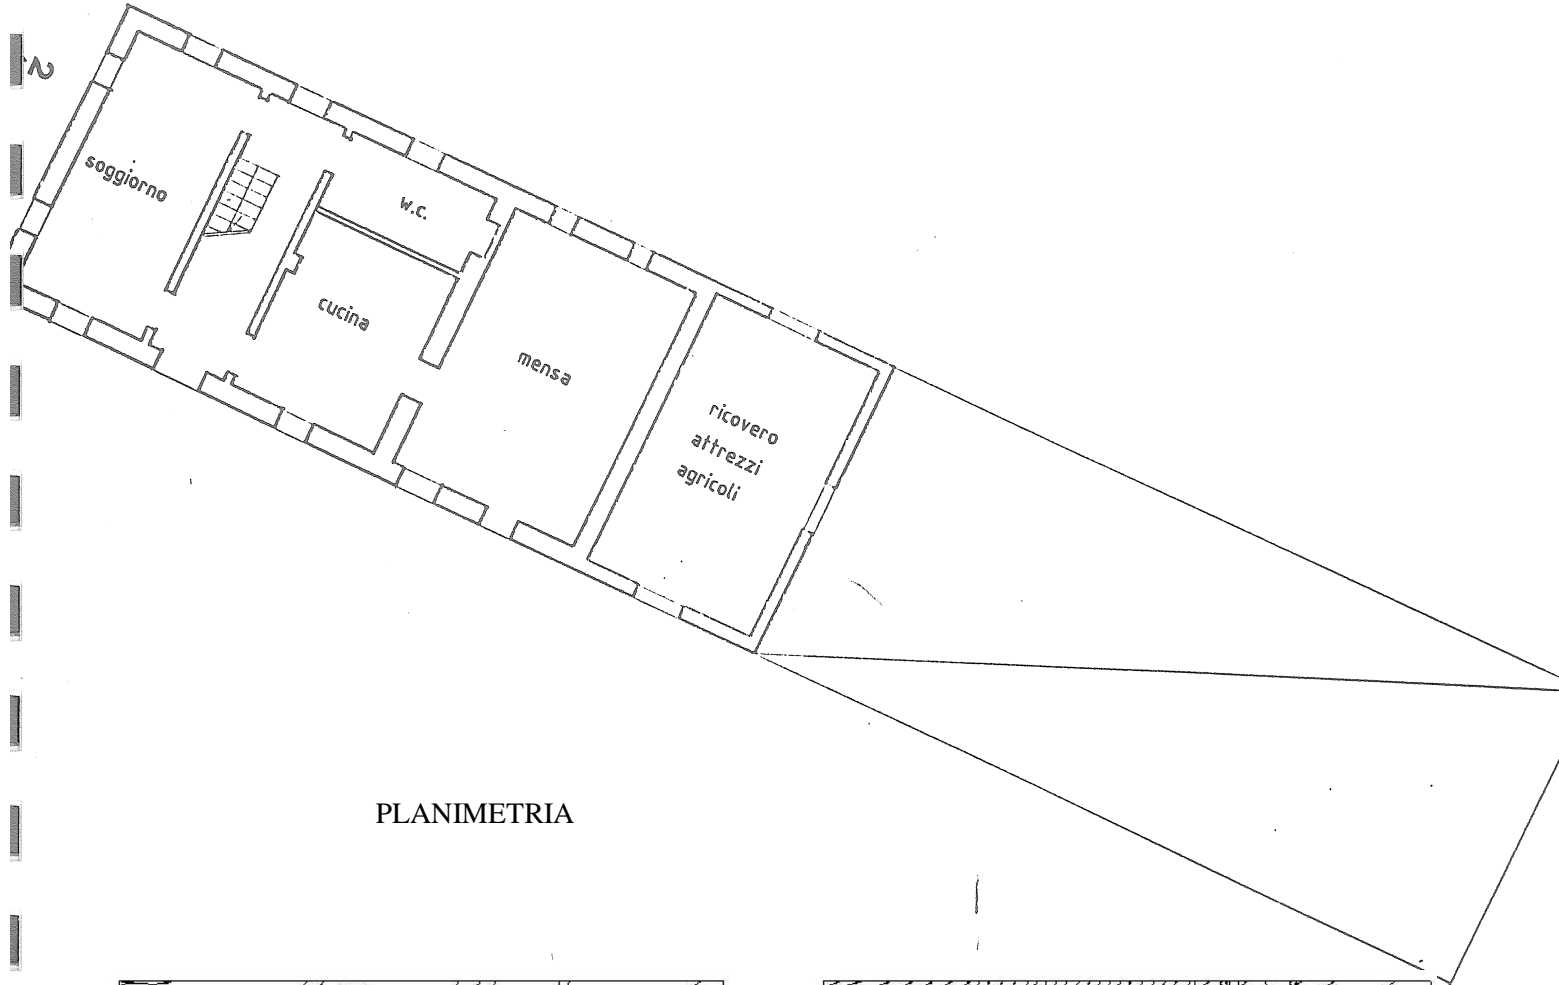 2
soggiorno
w.c.
cucina
mensa
ricovero
attrezzi
agricoli
PLANIMETRIA